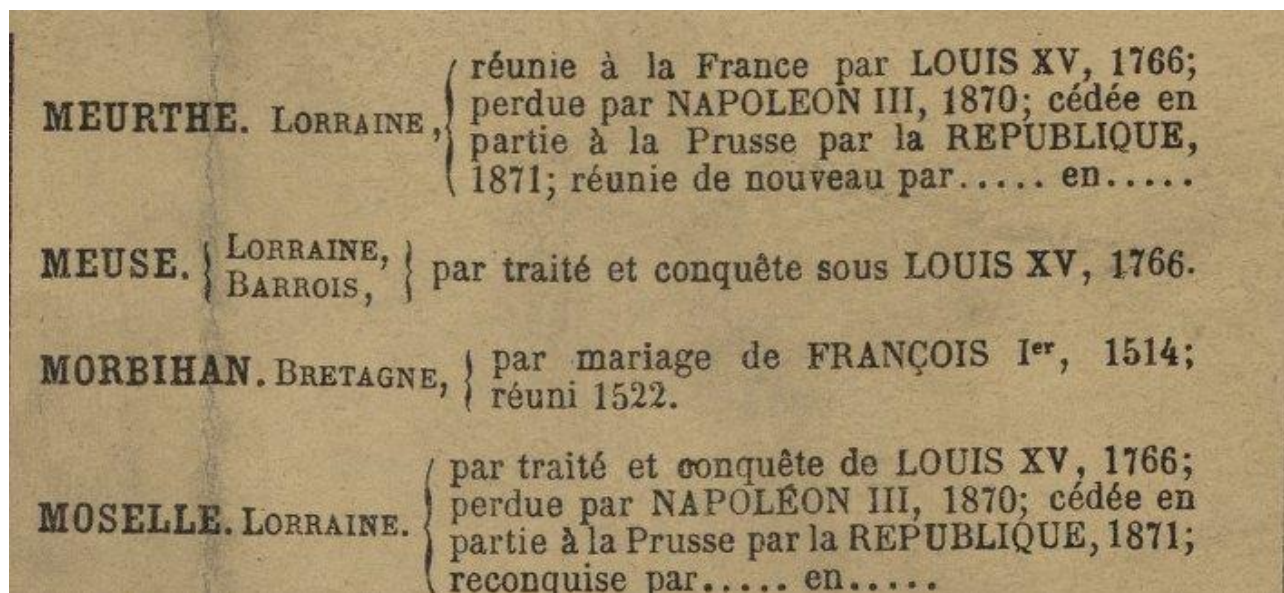 MEURTHE. LORRAINE,
réunie à la France par LOUIS XV, 1766;
perdue par NAPOLEON III, 1870; cédée en
partie à la Prusse par la REPUBLIQUE,
1871; réunie de nouveau par..... en.....
MEUSE.
LORRAINE,
BARROIS,
par traité et conquête sous LOUIS XV, 1766.
MORBIHAN. BRETAGNE,
par mariage de FRANÇOIS Ier, 1514;
réuni 1522.
MOSELLE. LORRAINE.
par traité et conquête de LOUIS XV, 1766;
perdue par NAPOLÉON III, 1870; cédée en
partie à la Prusse par la REPUBLIQUE, 1871;
reconquise par..... en.....